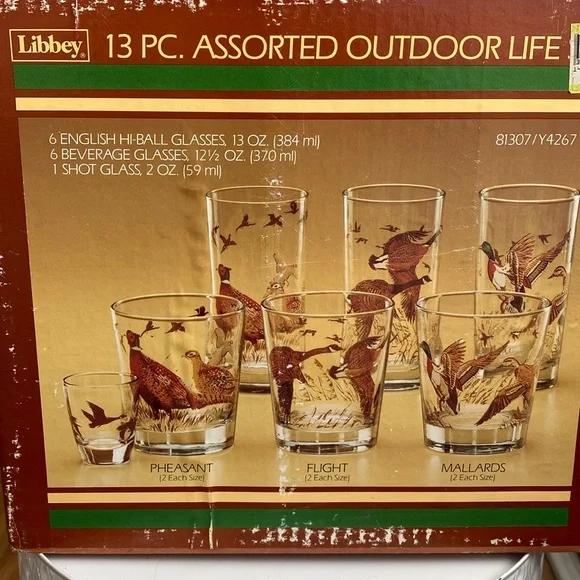 Libbey® 13 PC. ASSORTED OUTDOOR LIFE
6 ENGLISH HI-BALL GLASSES, 13 OZ. (384 ml)
6 BEVERAGE GLASSES, 12½ OZ. (370 ml)
1 SHOT GLASS, 2 OZ. (59 ml)
81307/Y4267
PHEASANT
(2 Each Size)
FLIGHT
(2 Each Size)
MALLARDS
(2 Each Size)